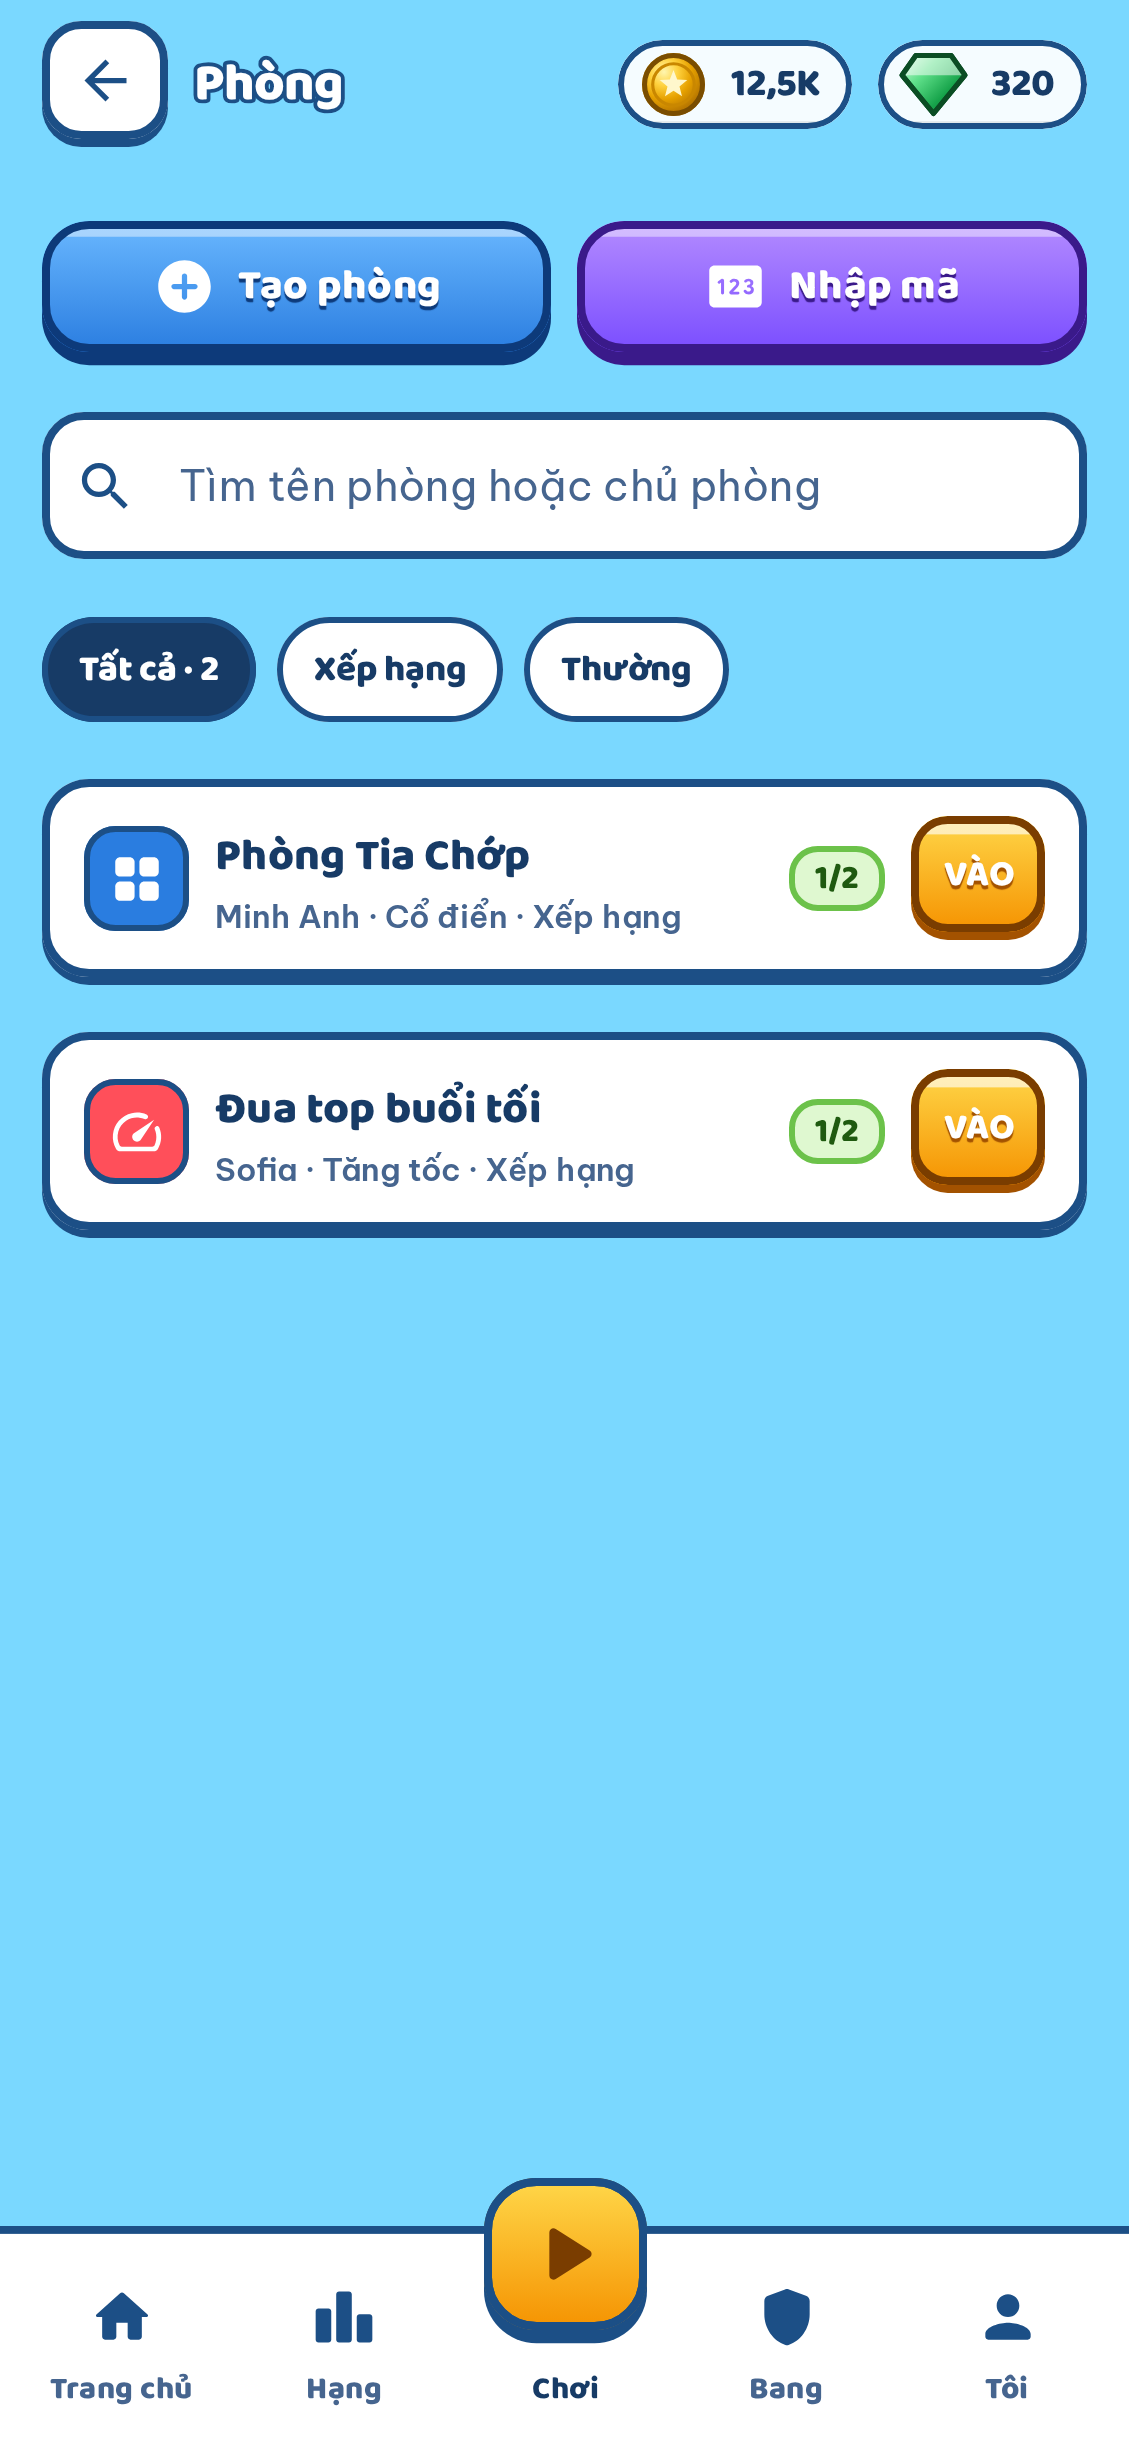 Phòng
12,5K
320
Tạo phòng
123
Nhập mã
Tìm tên phòng hoặc chủ phòng
Tất cả · 2
Xếp hạng
Thường
Phòng Tia Chớp
Minh Anh · Cổ điển · Xếp hạng
1/2
VÀO
Đua top buổi tối
Sofia · Tăng tốc · Xếp hạng
1/2
VÀO
Trang chủ
Hạng
Chơi
Bang
Tôi